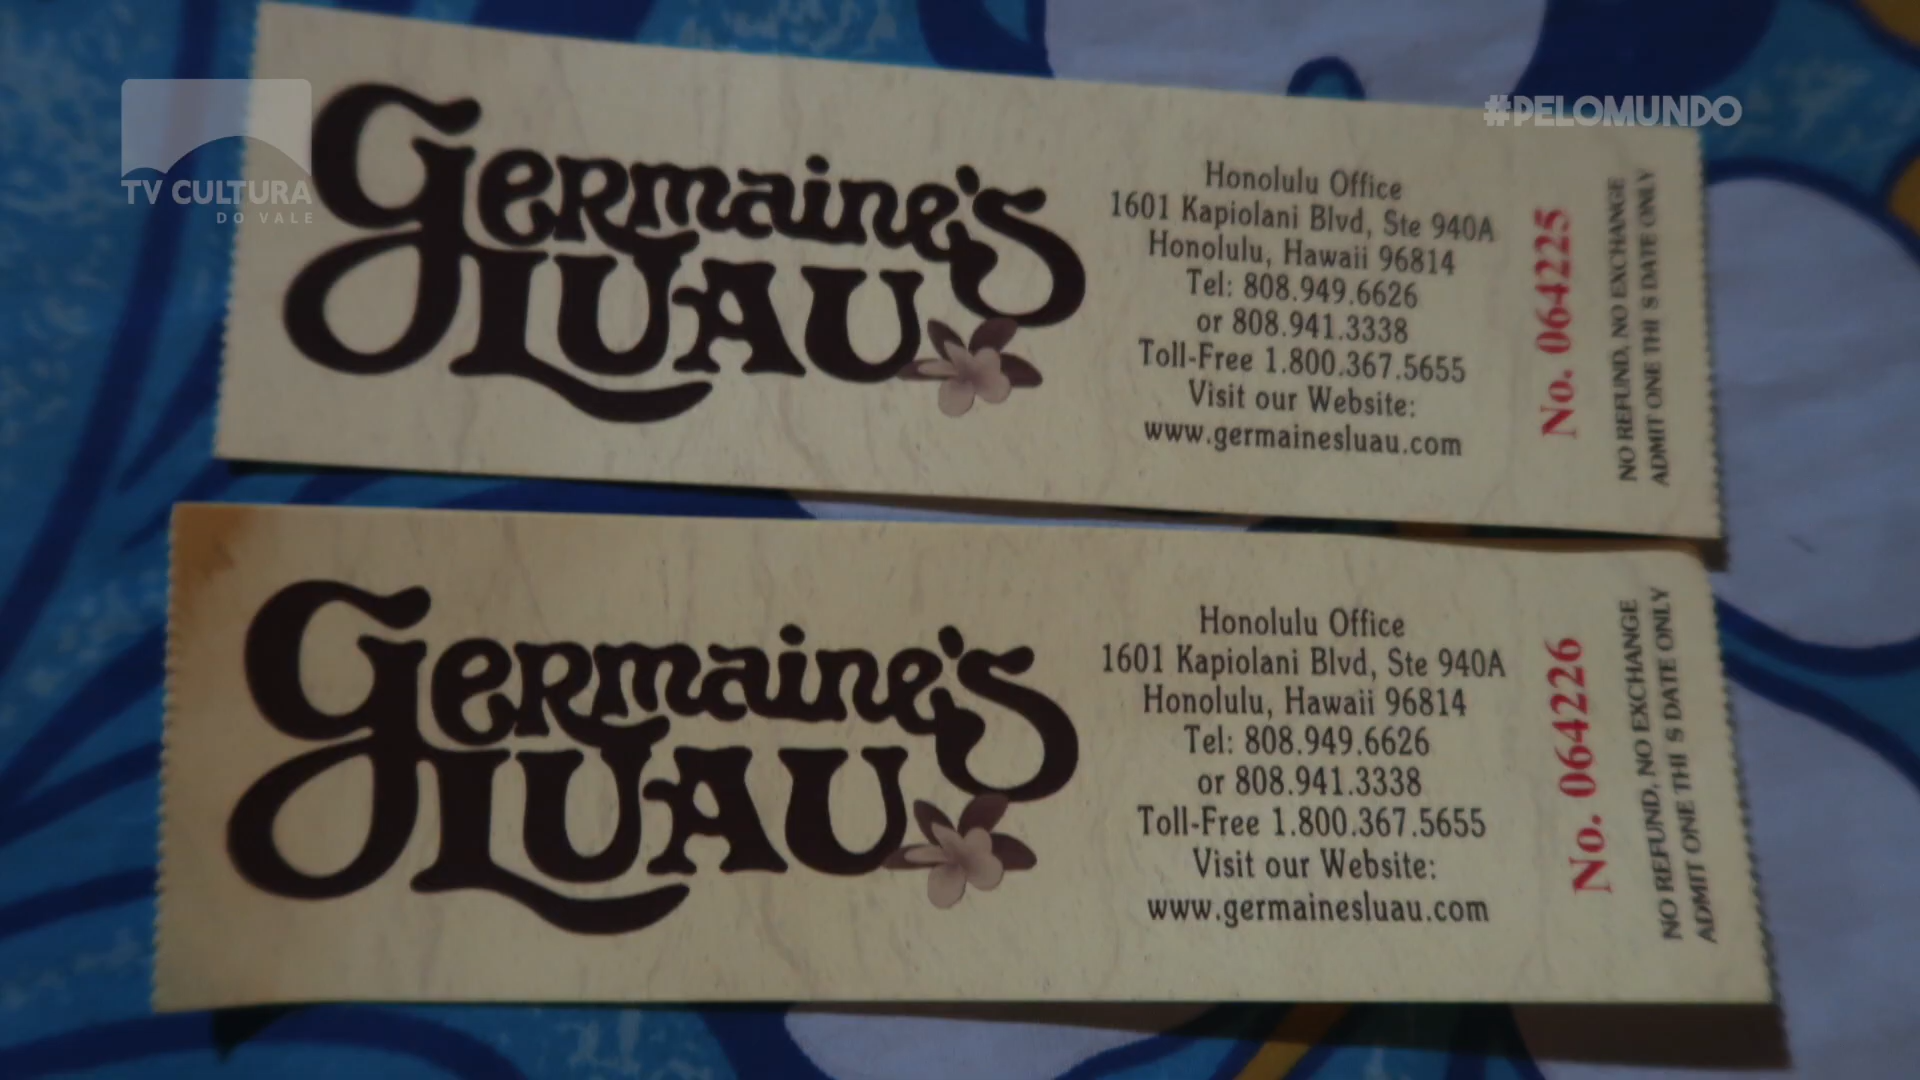 TV CULTURA
DO VALE
#PELOMUNDO
Germaine's
LUAU
Honolulu Office
1601 Kapiolani Blvd, Ste 940A
Honolulu, Hawaii 96814
Tel: 808.949.6626
or 808.941.3338
Toll-Free 1.800.367.5655
Visit our Website:
www.germainesluau.com
No. 064225
NO REFUND, NO EXCHANGE
ADMIT ONE THI S DATE ONLY
Germaine's
LUAU
Honolulu Office
1601 Kapiolani Blvd, Ste 940A
Honolulu, Hawaii 96814
Tel: 808.949.6626
or 808.941.3338
Toll-Free 1.800.367.5655
Visit our Website:
www.germainesluau.com
No. 064226
NO REFUND, NO EXCHANGE
ADMIT ONE THI S DATE ONLY